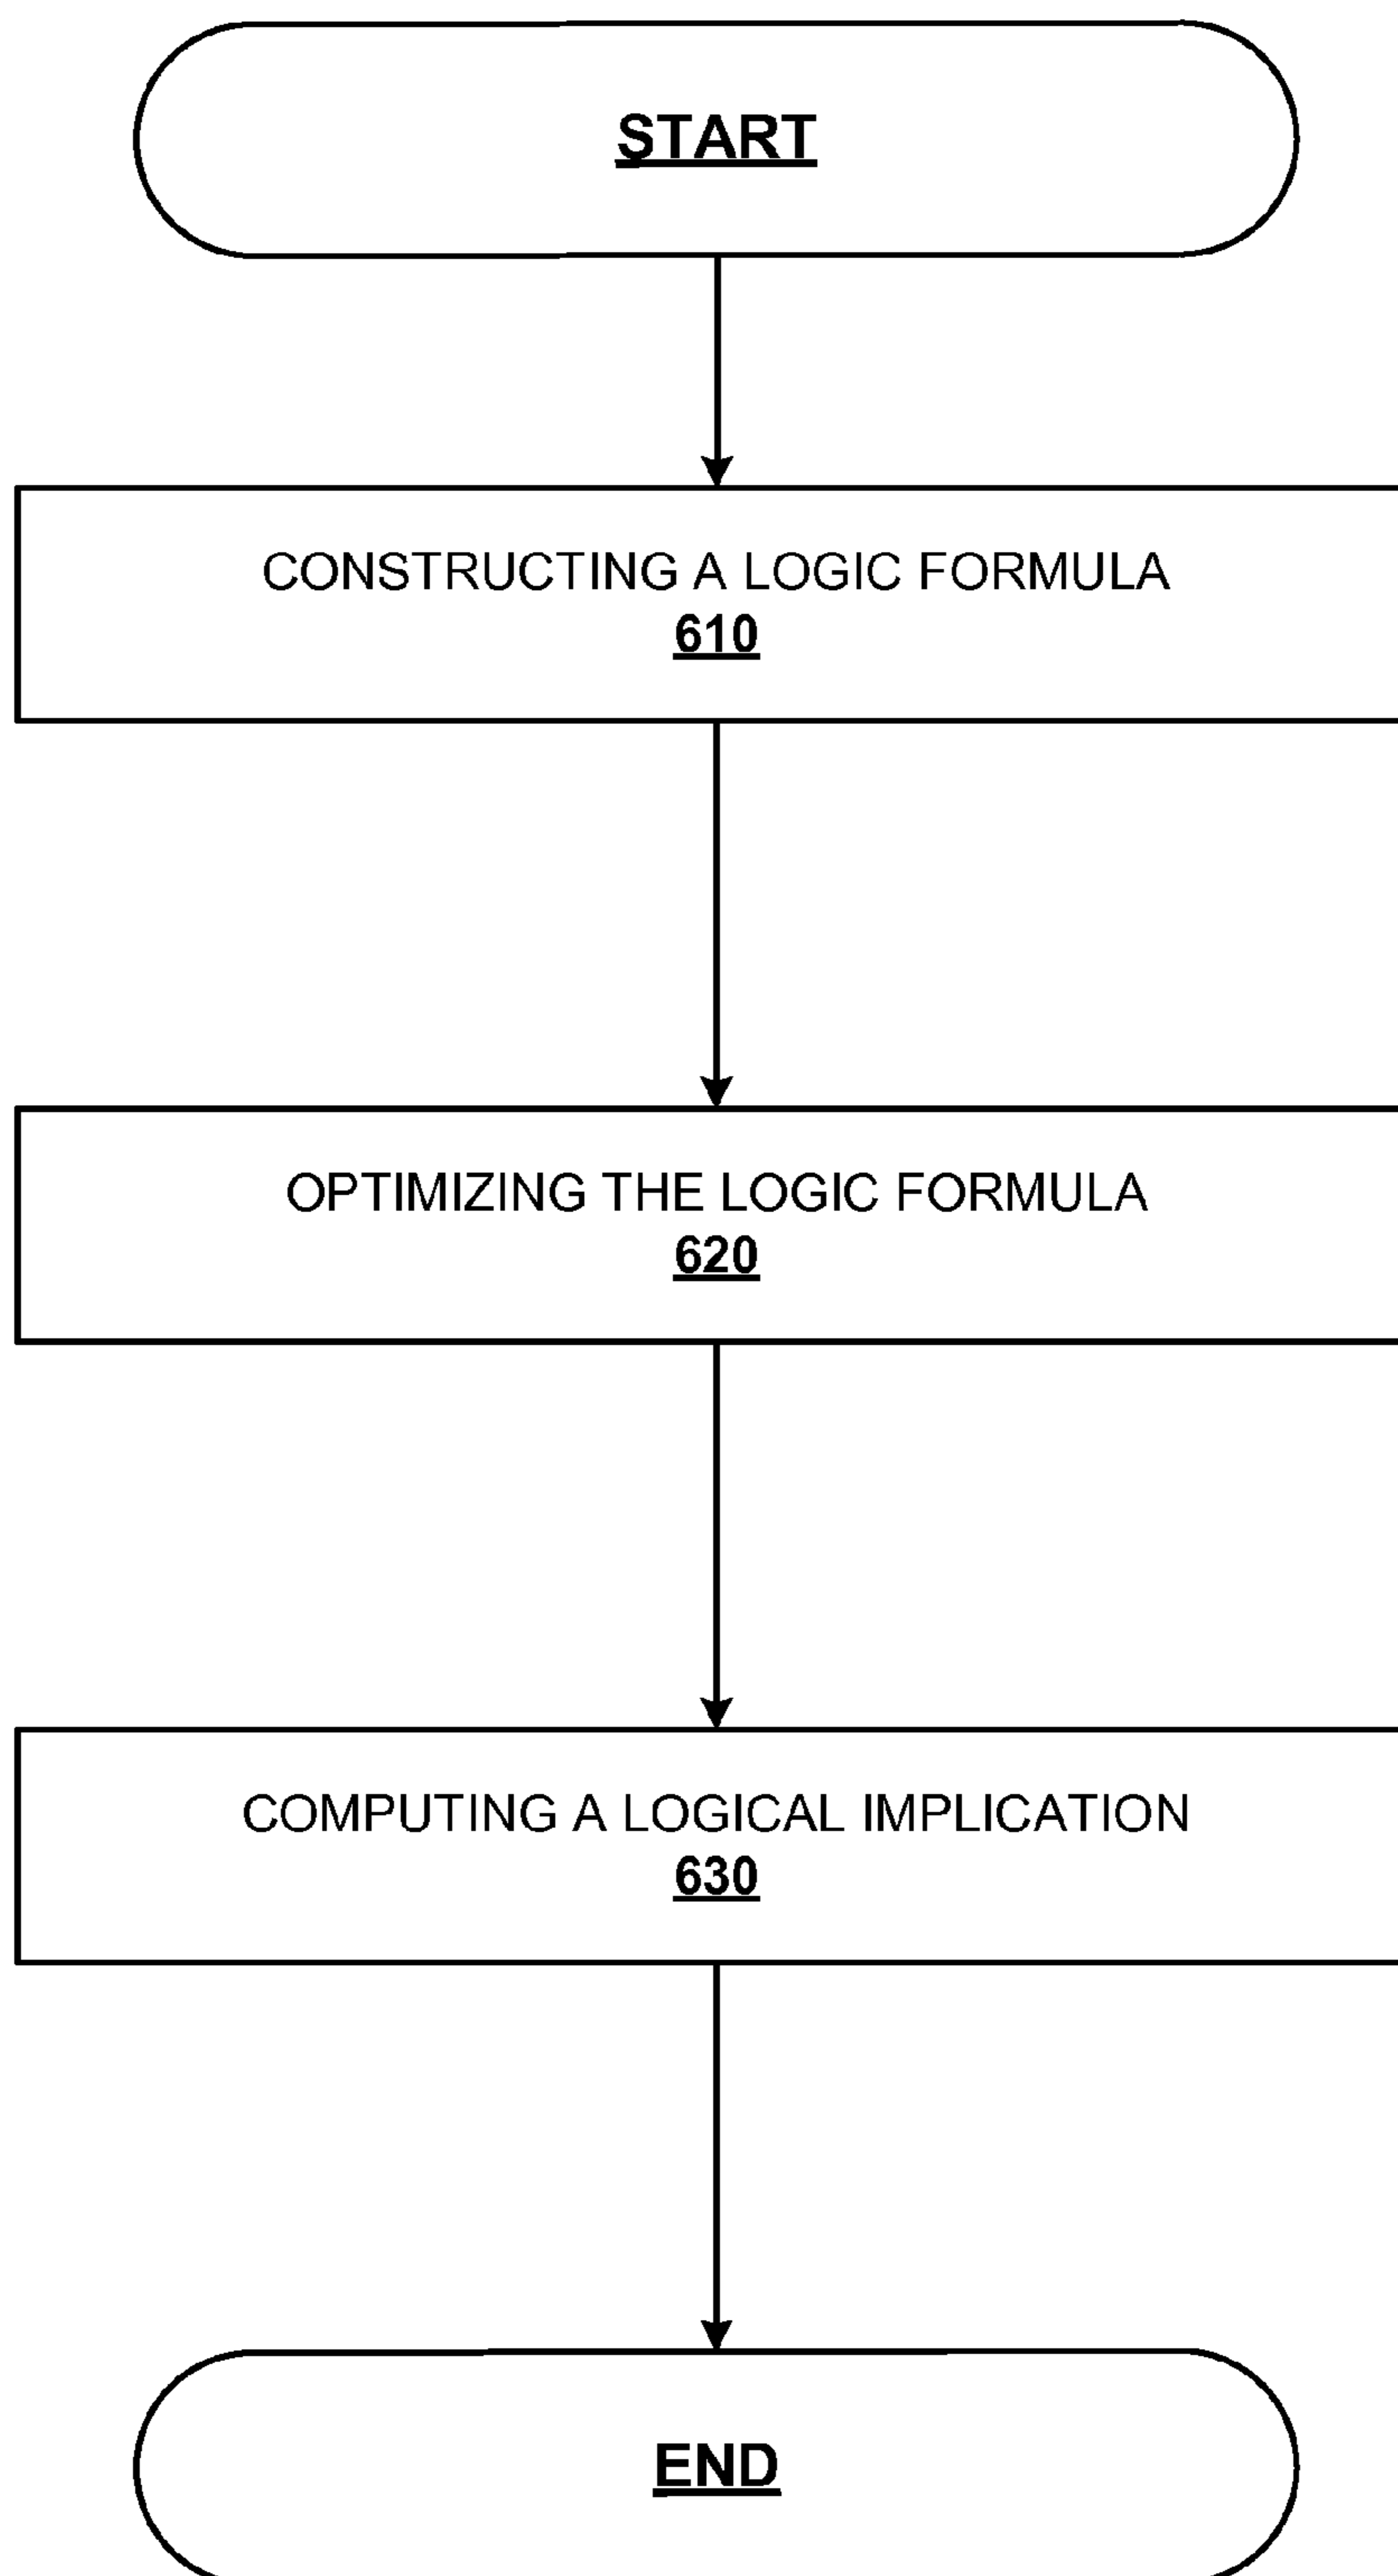 START
CONSTRUCTING A LOGIC FORMULA
610
OPTIMIZING THE LOGIC FORMULA
620
COMPUTING A LOGICAL IMPLICATION
630
END